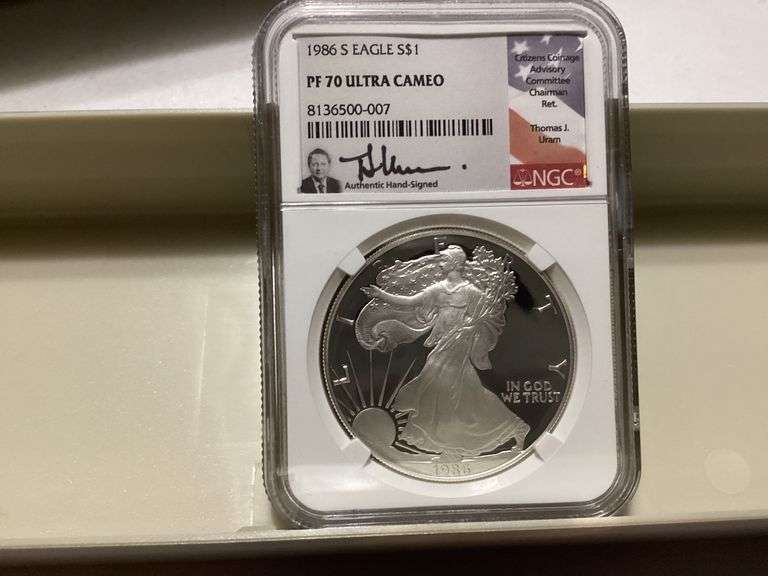 1986 S EAGLE S$1
PF 70 ULTRA CAMEO
8136500-007
Authentic Hand-Signed
Citizens Coinage
Advisory
Committee
Chairman
Ret.
Thomas J.
Uram
NGC®
LIBERTY
IN GOD
WE TRUST
1986